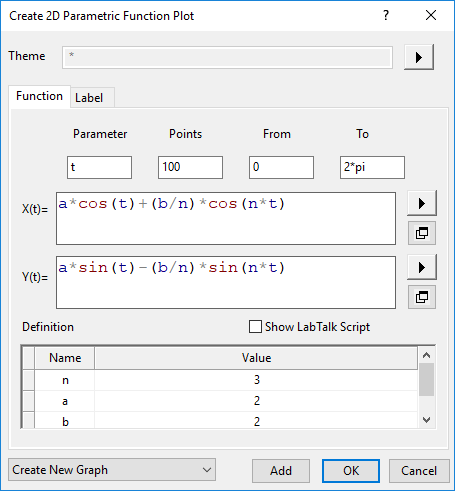 Create 2D Parametric Function Plot
Theme *
Function Label
Parameter Points From To
t 100 0 2*pi
X(t)= a*cos(t)+(b/n)*cos(n*t)
Y(t)= a*sin(t)-(b/n)*sin(n*t)
Definition Show LabTalk Script
Name Value
n 3
a 2
b 2
Create New Graph Add OK Cancel